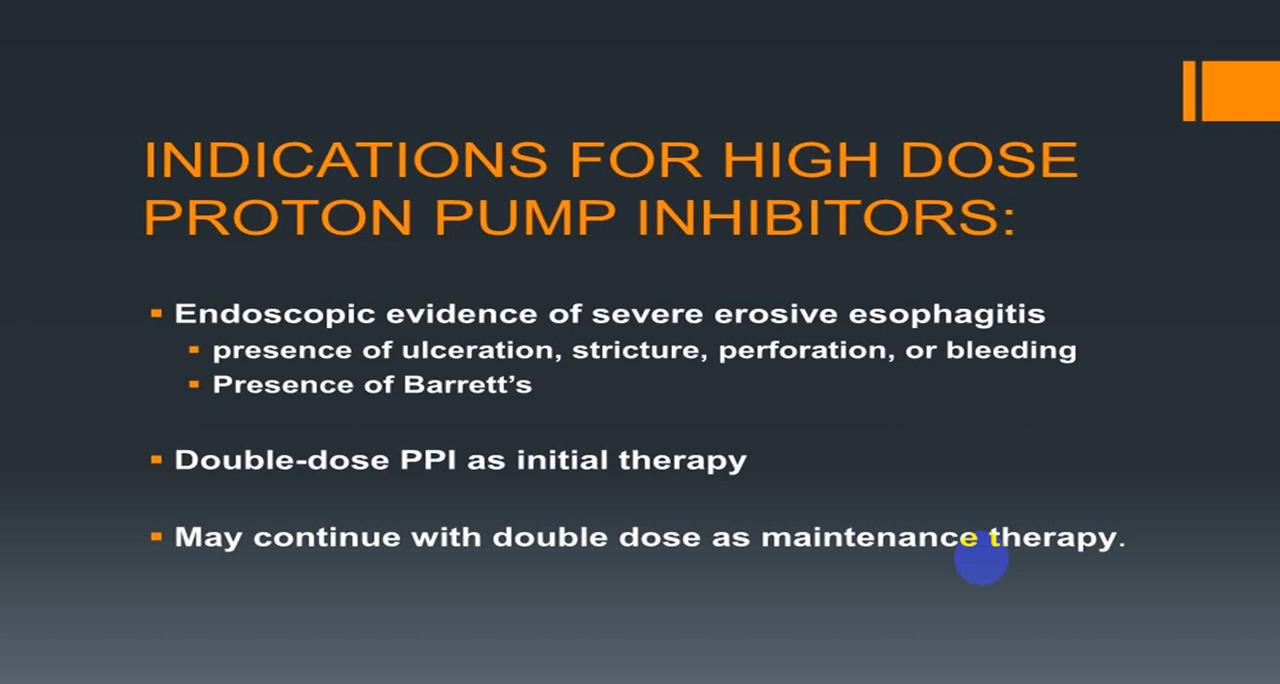 INDICATIONS FOR HIGH DOSE
PROTON PUMP INHIBITORS:
Endoscopic evidence of severe erosive esophagitis
presence of ulceration, stricture, perforation, or bleeding
Presence of Barrett’s
Double-dose PPI as initial therapy
May continue with double dose as maintenance therapy.